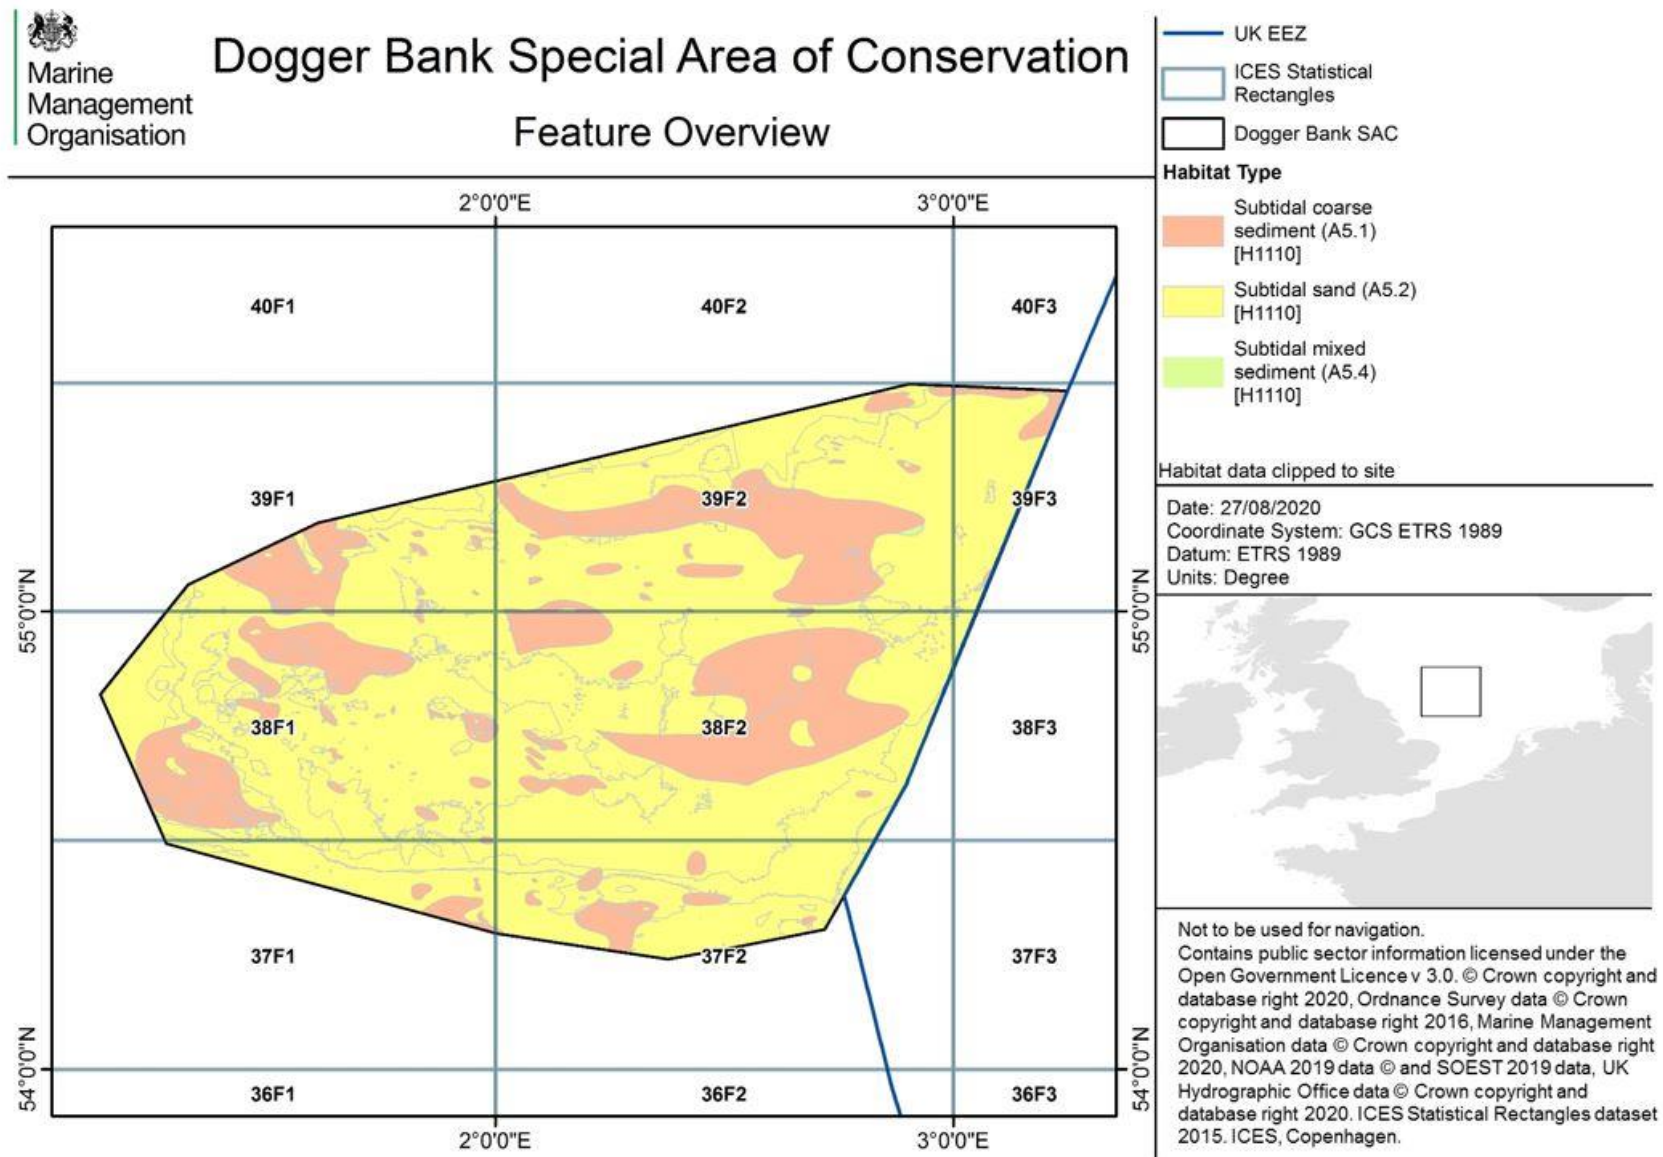 Marine
Management
Organisation
Dogger Bank Special Area of Conservation
Feature Overview
UK EEZ
ICES Statistical
Rectangles
Dogger Bank SAC
Habitat Type
Subtidal coarse
sediment (A5.1)
[H1110]
Subtidal sand (A5.2)
[H1110]
Subtidal mixed
sediment (A5.4)
[H1110]
Habitat data clipped to site
Date: 27/08/2020
Coordinate System: GCS ETRS 1989
Datum: ETRS 1989
Units: Degree
2°0'0"E
3°0'0"E
40F1
40F2
40F3
39F1
39F2
39F3
55°0'0"N
55°0'0"N
38F1
38F2
38F3
37F1
37F2
37F3
54°0'0"N
54°0'0"N
36F1
36F2
36F3
2°0'0"E
3°0'0"E
Not to be used for navigation.
Contains public sector information licensed under the
Open Government Licence v 3.0. © Crown copyright and
database right 2020, Ordnance Survey data © Crown
copyright and database right 2016, Marine Management
Organisation data © Crown copyright and database right
2020, NOAA 2019 data © and SOEST 2019 data, UK
Hydrographic Office data © Crown copyright and
database right 2020. ICES Statistical Rectangles dataset
2015. ICES, Copenhagen.